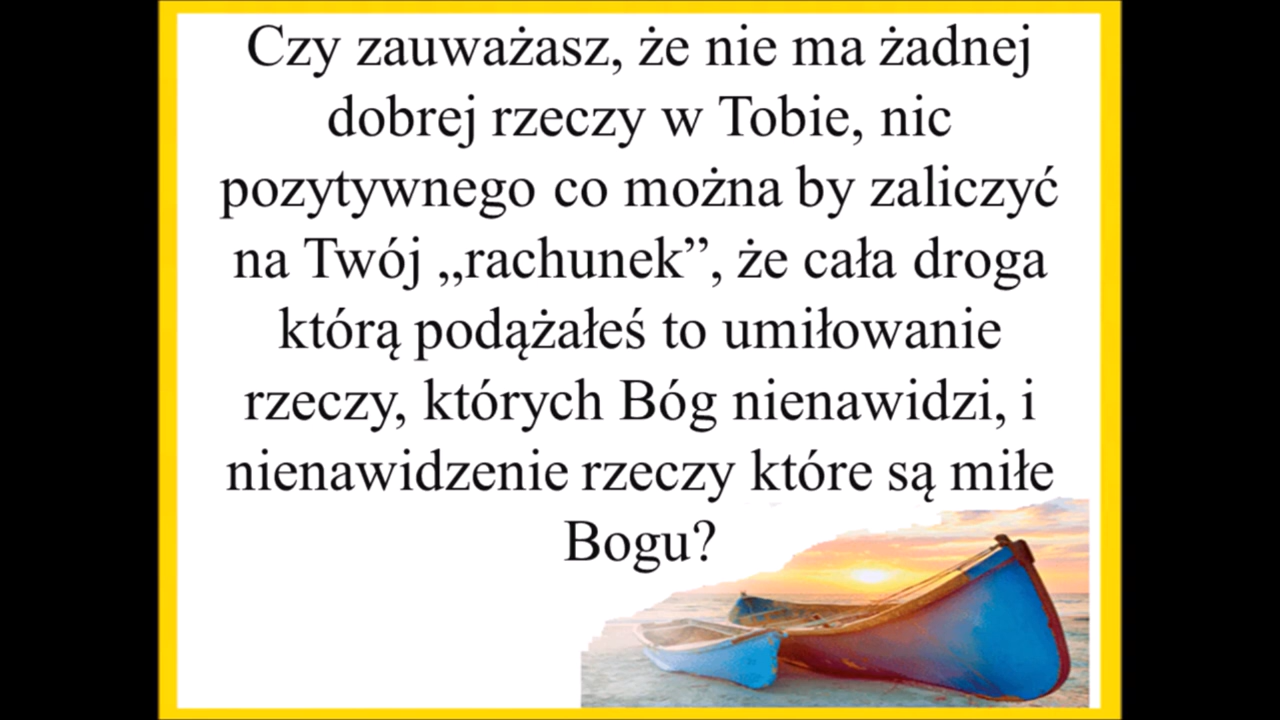 Czy zauważasz, że nie ma żadnej
dobrej rzeczy w Tobie, nic
pozytywnego co można by zaliczyć
na Twój „rachunek”, że cała droga
którą podążałeś to umiłowanie
rzeczy, których Bóg nienawidzi, i
nienawidzenie rzeczy które są miłe
Bogu?